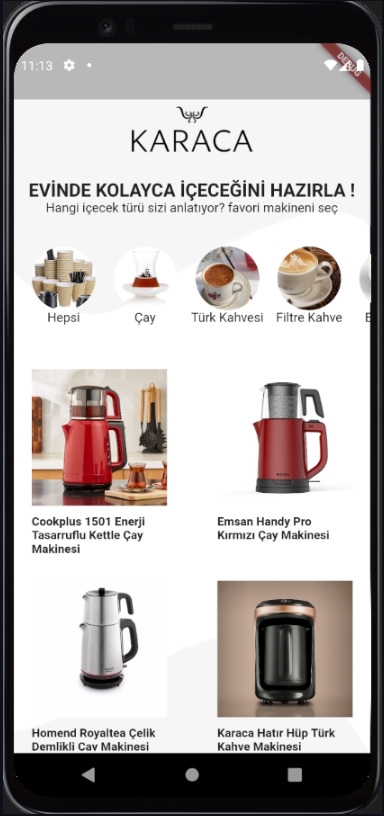 11:13
DEBUG
KARACA
EVİNDE KOLAYCA İÇECEĞİNİ HAZIRLA !
Hangi içecek türü sizi anlatıyor? favori makineni seç
Hepsi
Çay
Türk Kahvesi
Filtre Kahve
Cookplus 1501 Enerji
Tasarruflu Kettle Çay
Makinesi
Emsan Handy Pro
Kırmızı Çay Makinesi
Homend Royaltea Çelik
Demlikli Çay Makinesi
Karaca Hatır Hüp Türk
Kahve Makinesi